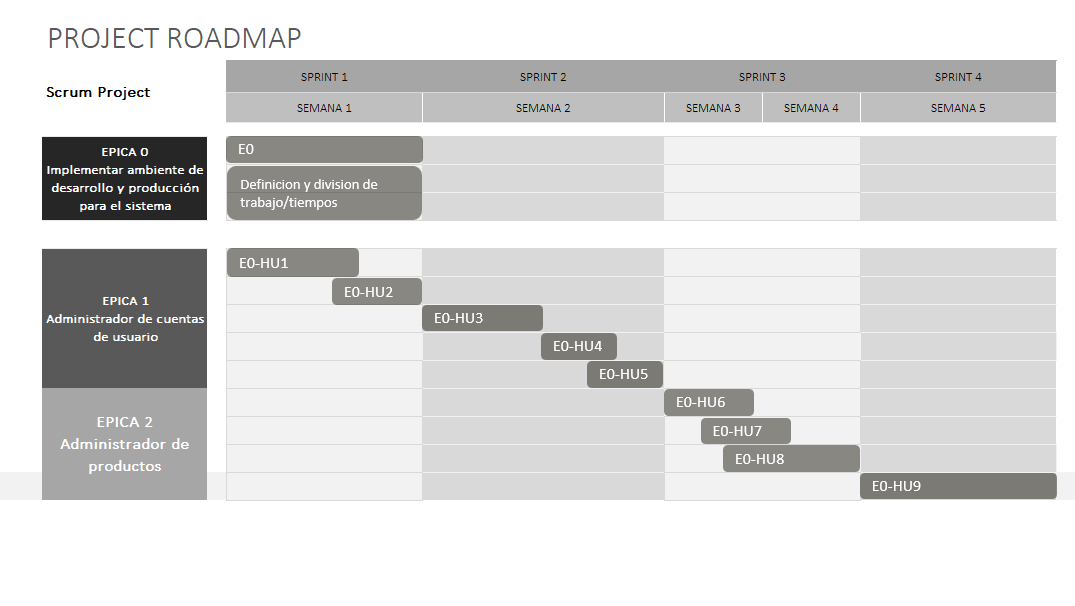 PROJECT ROADMAP
Scrum Project
SPRINT 1
SPRINT 2
SPRINT 3
SPRINT 4
SEMANA 1
SEMANA 2
SEMANA 3
SEMANA 4
SEMANA 5
EPICA 0
Implementar ambiente de
desarrollo y producción
para el sistema
E0
Definicion y division de
trabajo/tiempos
EPICA 1
Administrador de cuentas
de usuario
E0-HU1
E0-HU2
E0-HU3
E0-HU4
E0-HU5
EPICA 2
Administrador de
productos
E0-HU6
E0-HU7
E0-HU8
E0-HU9